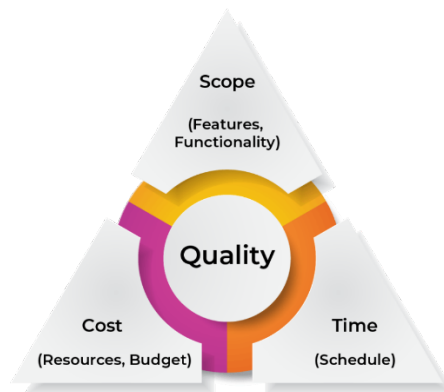 Scope
(Features,
Functionality)
Quality
Cost
(Resources, Budget)
Time
(Schedule)